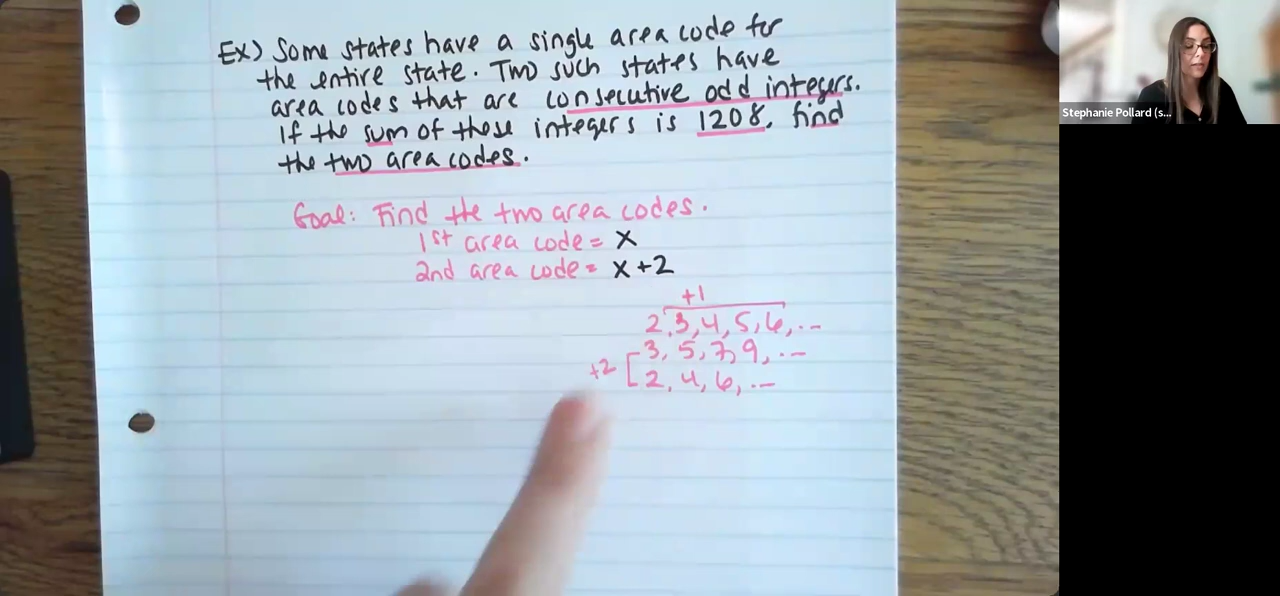 Ex) Some states have a single area code for
the entire state. Two such states have
area codes that are consecutive odd integers.
If the sum of these integers is 1208, find
the two area codes.
Goal: Find the two area codes.
1st area code = x
2nd area code = x+2
+1
2,3,4,5,6,...
+2
3, 5, 7, 9, ...
2, 4, 6, ...
Stephanie Pollard (s...